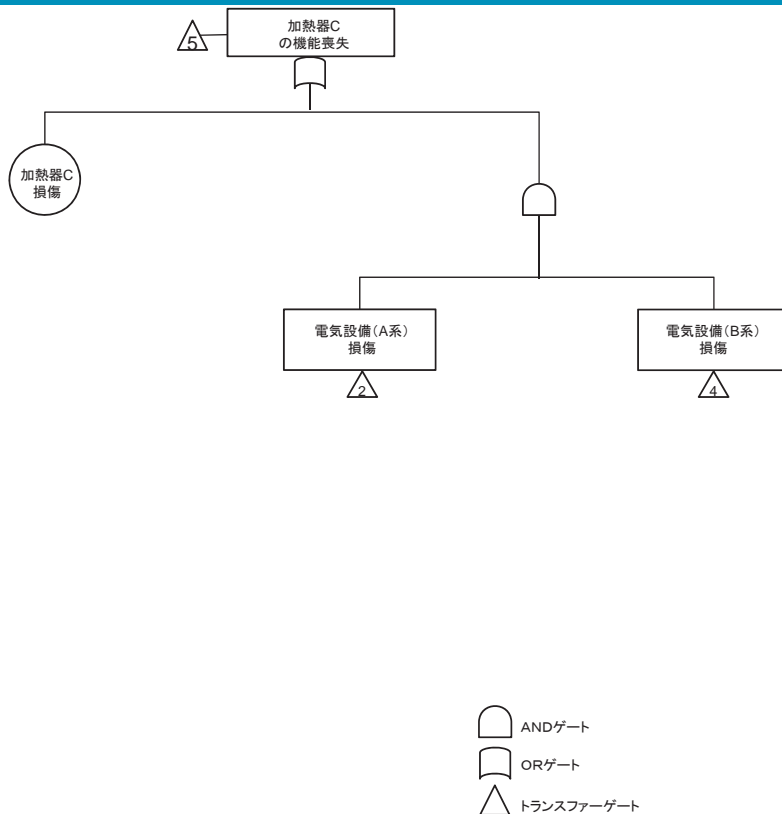 加熱器C
の機能喪失
5
加熱器C
損傷
電気設備(A系)
損傷
2
電気設備(B系)
損傷
4
ANDゲート
ORゲート
トランスファーゲート